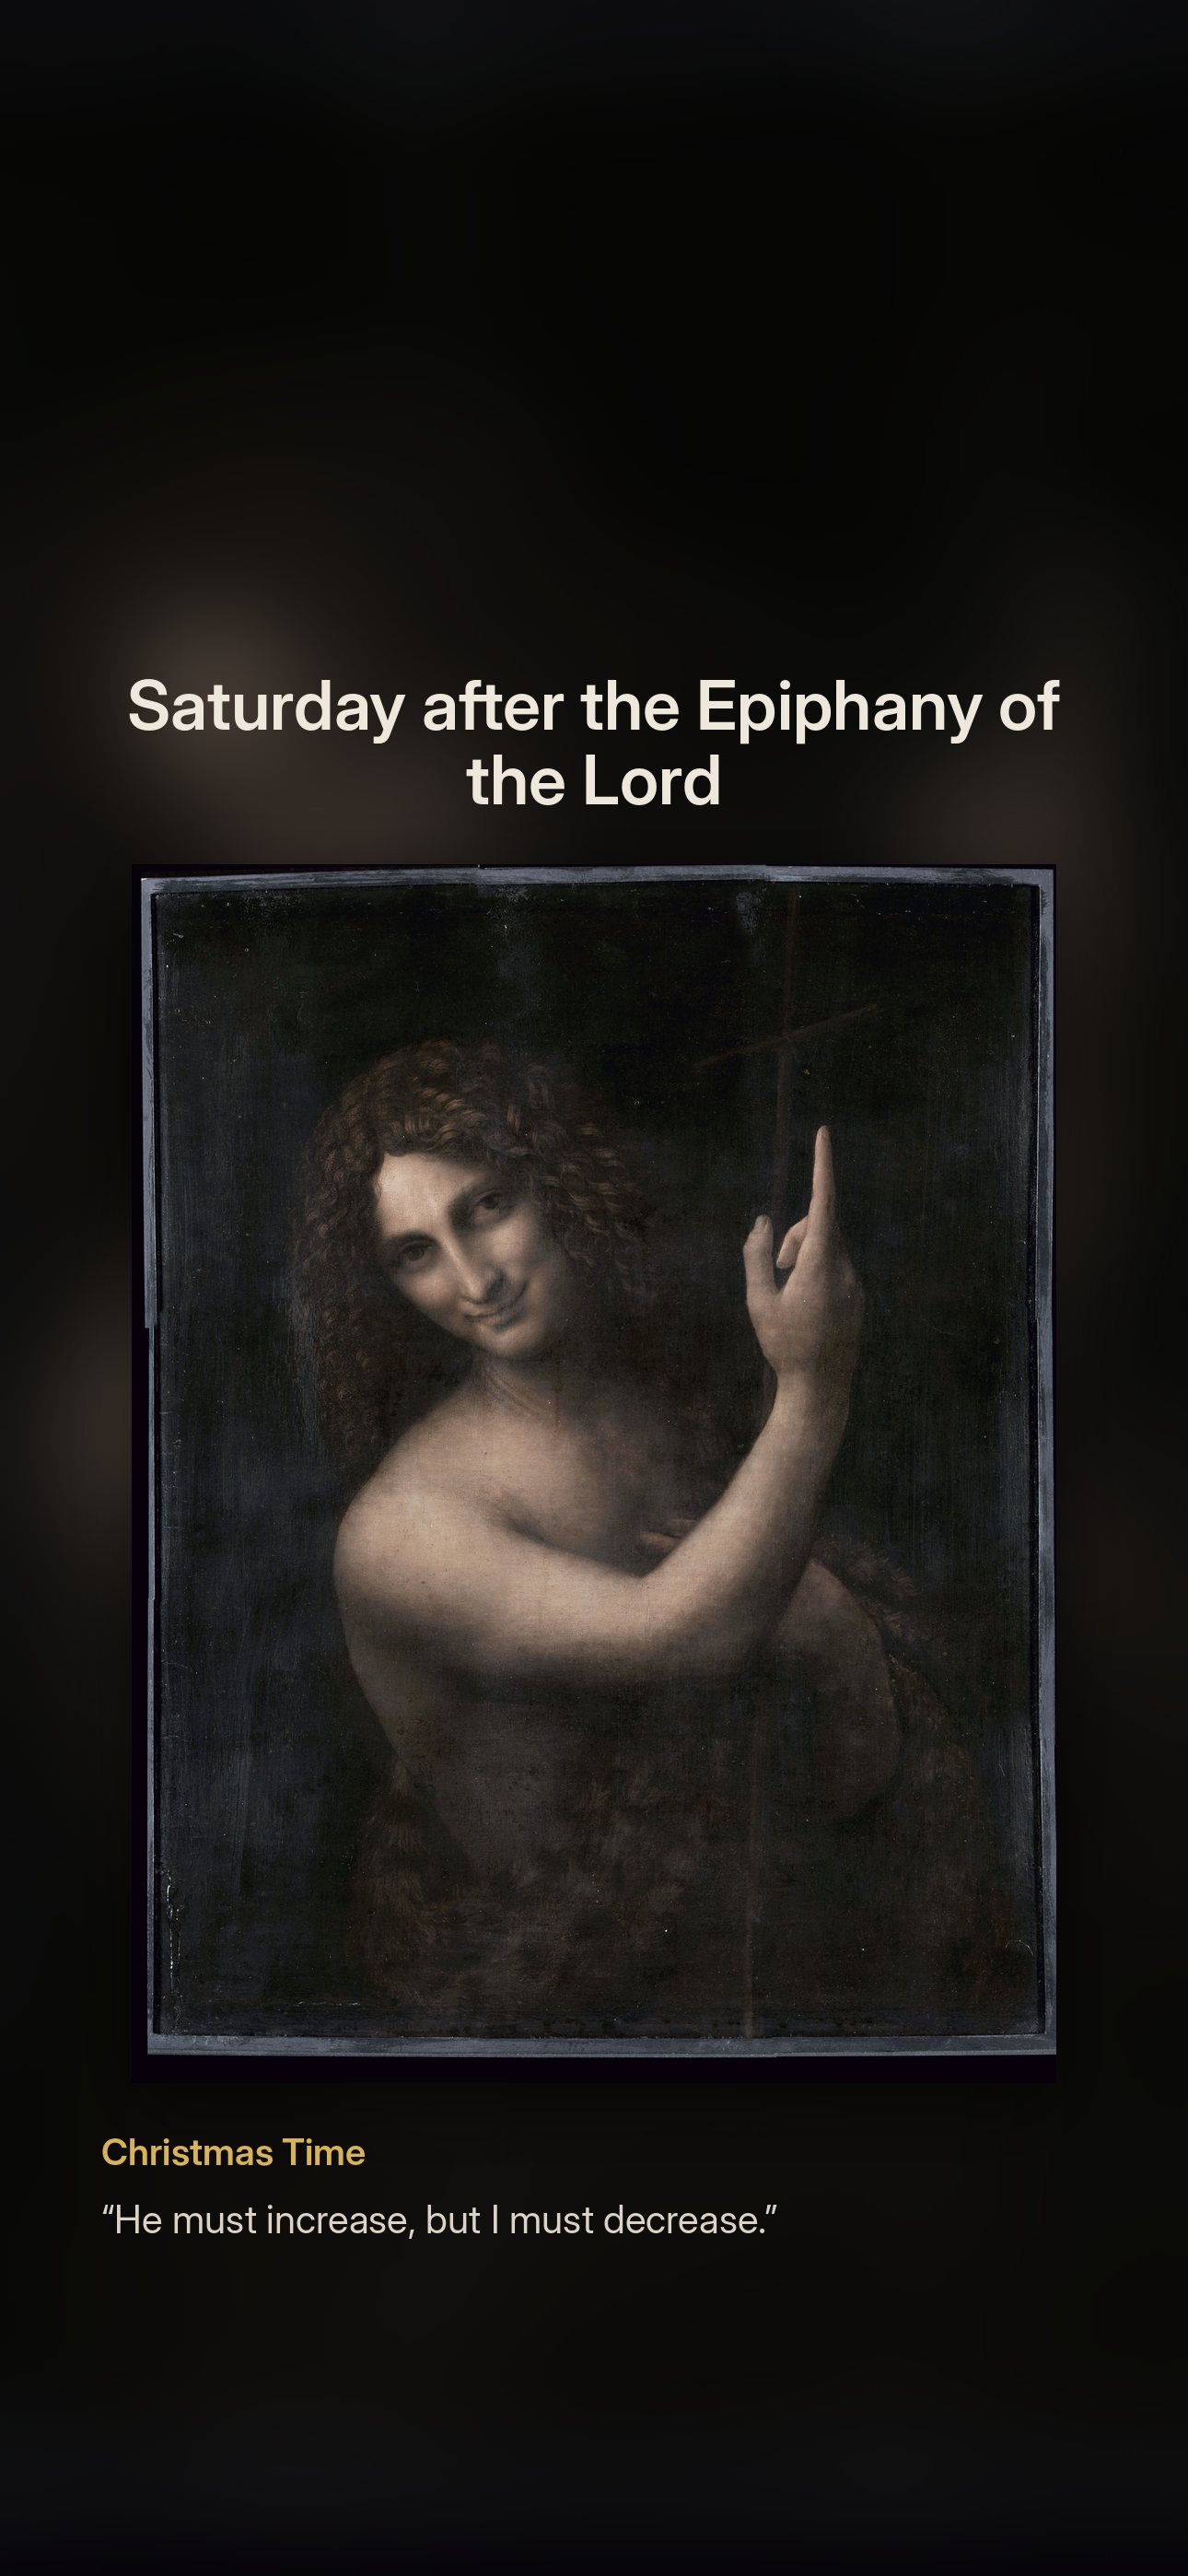 Saturday after the Epiphany of
the Lord
Christmas Time
“He must increase, but I must decrease.”